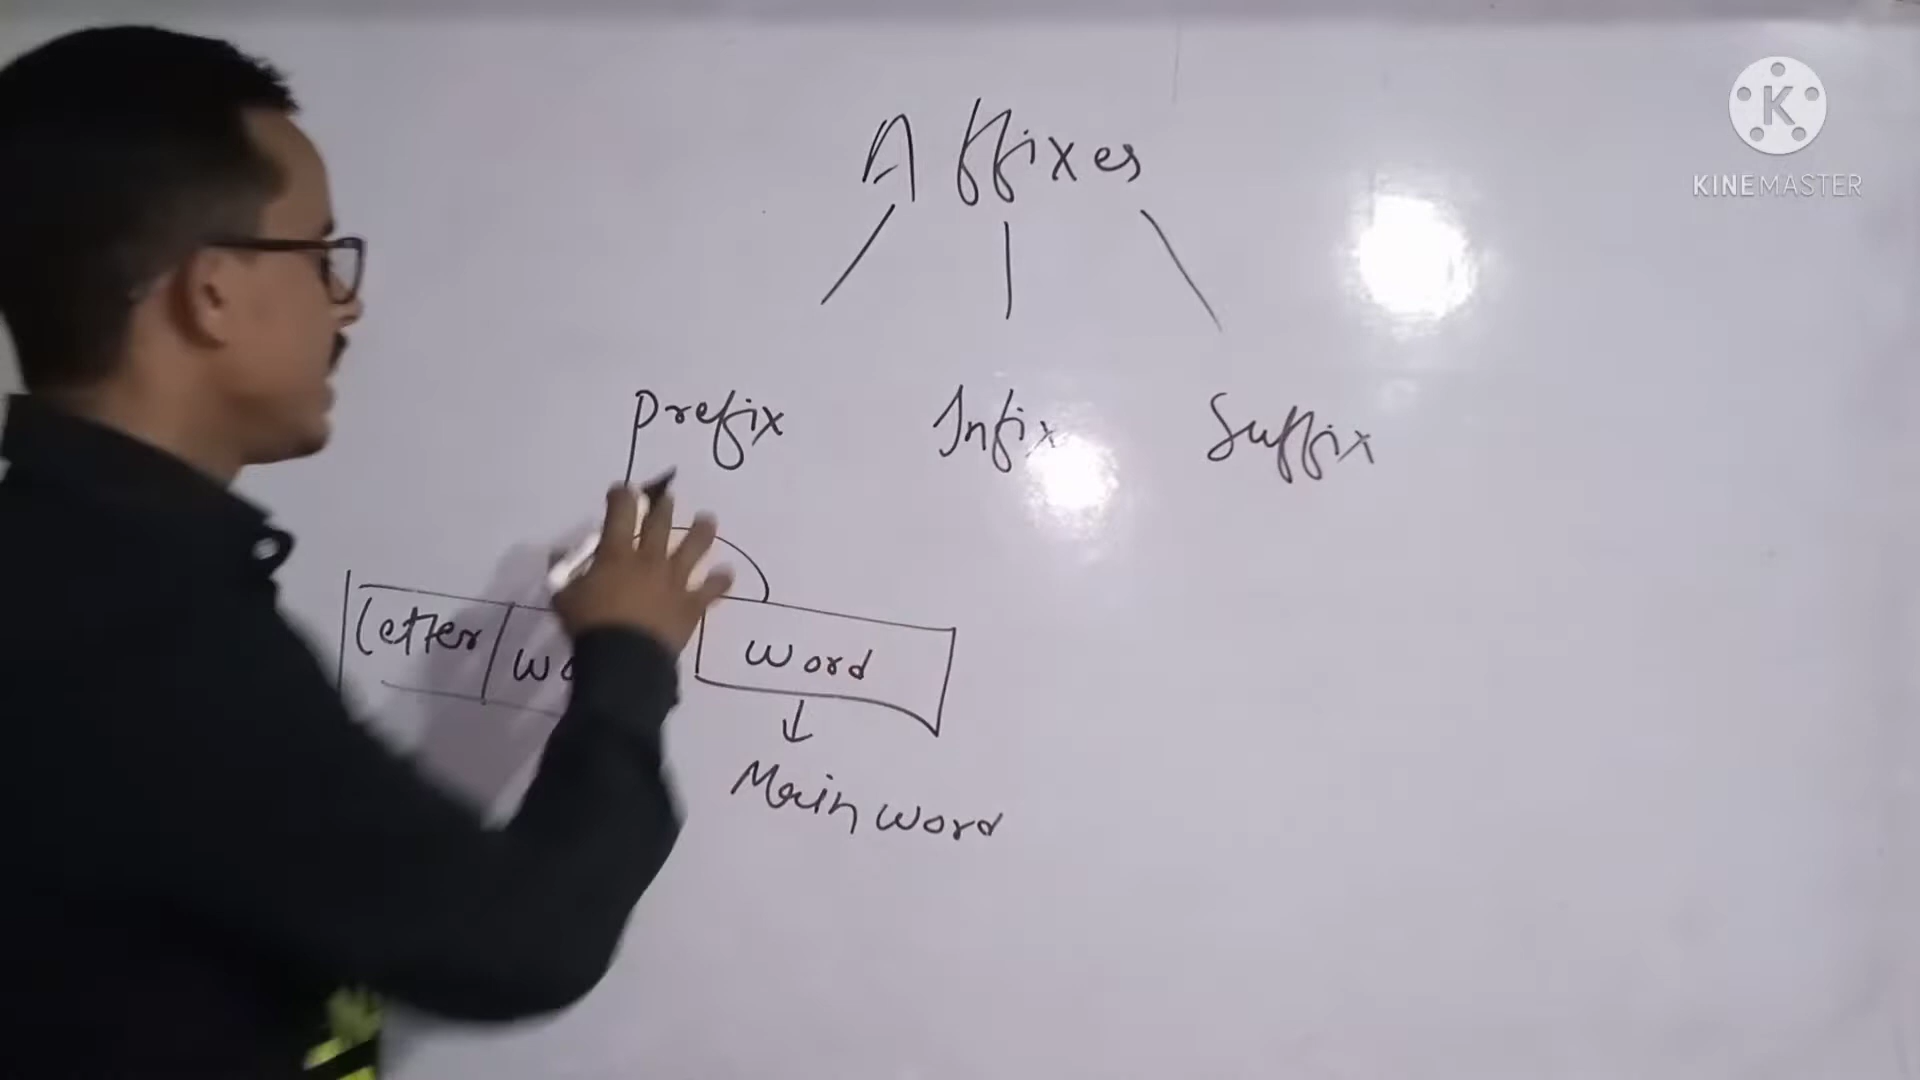 Affixes
KINEMASTER
Prefix Infix Suffix
Letter Word
Main word